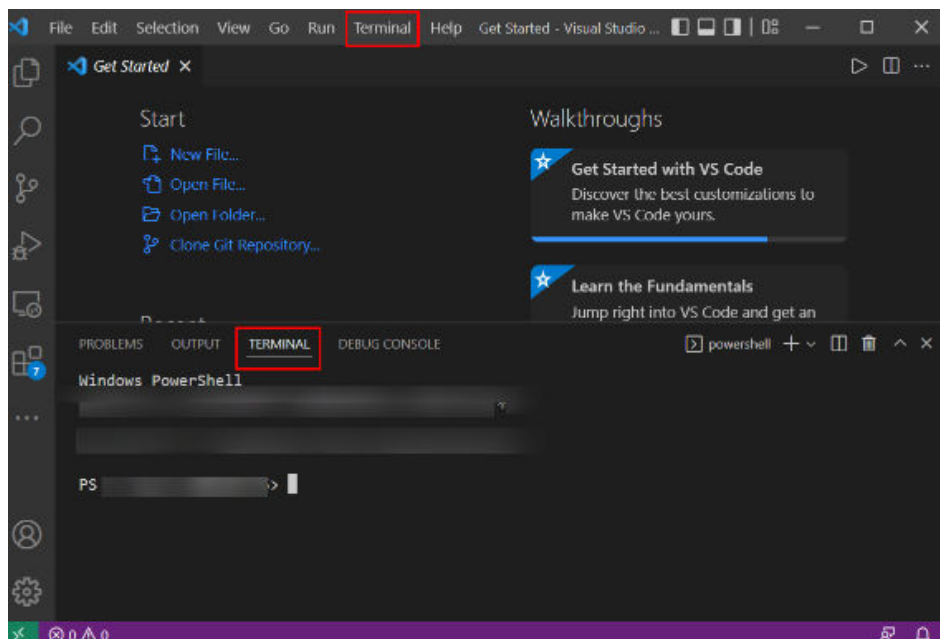 File Edit Selection View Go Run Terminal Help Get Started - Visual Studio ...
Get Started
Start
New File...
Open File...
Open Folder...
Clone Git Repository...
Walkthroughs
Get Started with VS Code
Discover the best customizations to
make VS Code yours.
Learn the Fundamentals
Jump right into VS Code and get an
PROBLEMS OUTPUT TERMINAL DEBUG CONSOLE powershell
7
Windows PowerShell
PS >
0 0